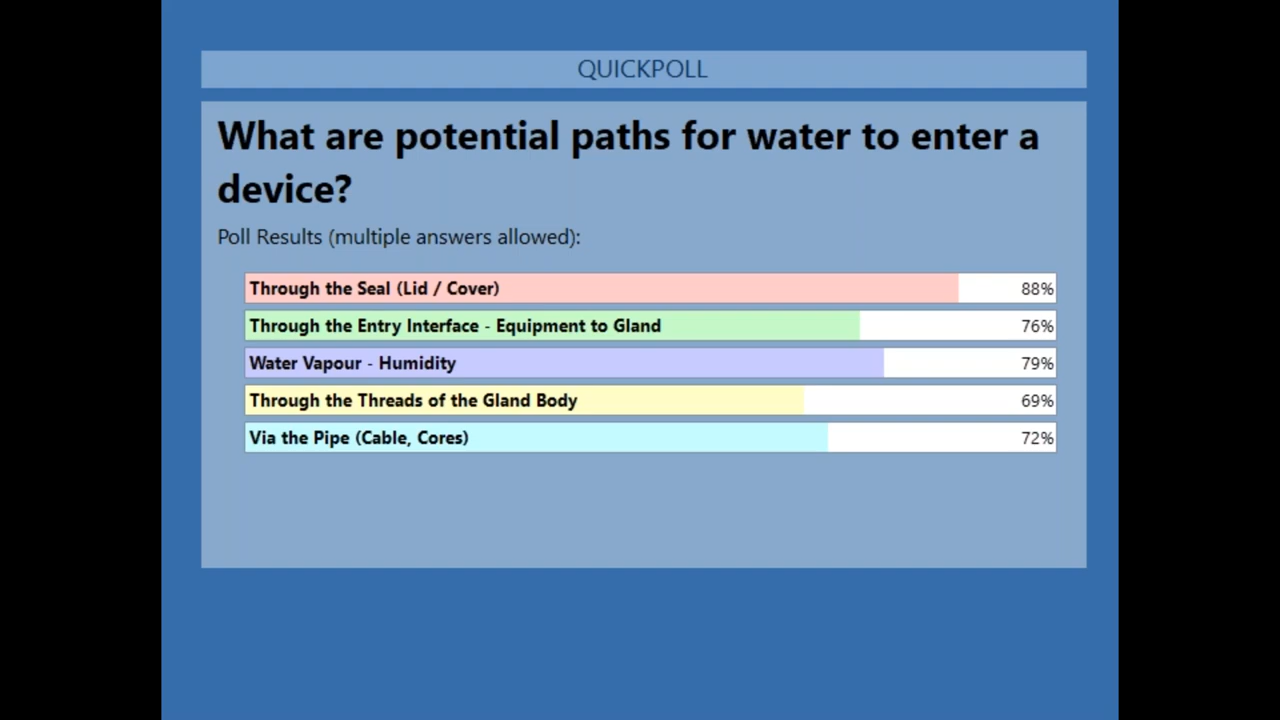 QUICKPOLL
What are potential paths for water to enter a
device?
Poll Results (multiple answers allowed):
Through the Seal (Lid / Cover) 88%
Through the Entry Interface - Equipment to Gland 76%
Water Vapour - Humidity 79%
Through the Threads of the Gland Body 69%
Via the Pipe (Cable, Cores) 72%